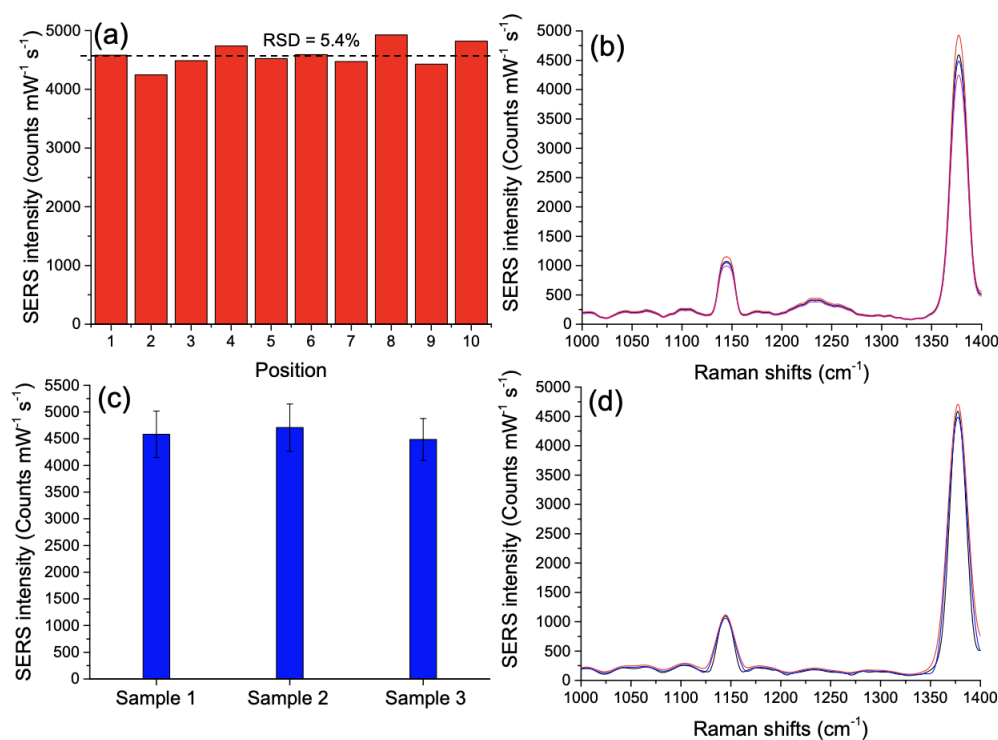 (a)
RSD = 5.4%
5000
4000
3000
2000
1000
0
SERS intensity (counts mW⁻¹ s⁻¹)
1 2 3 4 5 6 7 8 9 10
Position
(b)
5000
4500
4000
3500
3000
2500
2000
1500
1000
500
0
SERS intensity (Counts mW⁻¹ s⁻¹)
1000 1050 1100 1150 1200 1250 1300 1350 1400
Raman shifts (cm⁻¹)
(c)
5500
5000
4500
4000
3500
3000
2500
2000
1500
1000
500
0
SERS intensity (Counts mW⁻¹ s⁻¹)
Sample 1 Sample 2 Sample 3
(d)
5000
4500
4000
3500
3000
2500
2000
1500
1000
500
0
SERS intensity (Counts mW⁻¹ s⁻¹)
1000 1050 1100 1150 1200 1250 1300 1350 1400
Raman shifts (cm⁻¹)